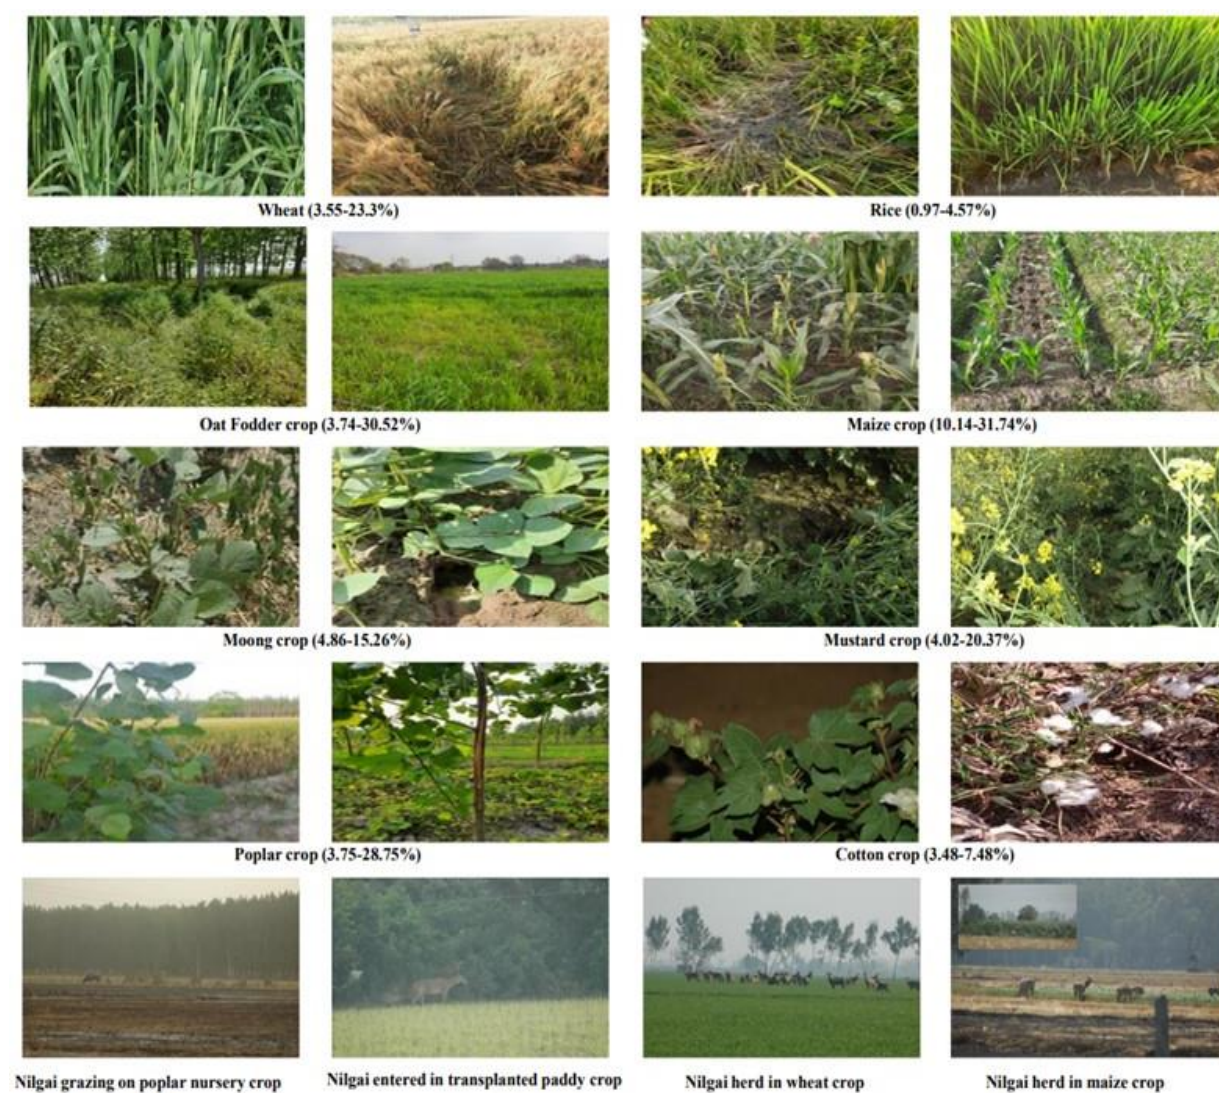 Wheat (3.55-23.3%)
Rice (0.97-4.57%)
Oat Fodder crop (3.74-30.52%)
Maize crop (10.14-31.74%)
Moong crop (4.86-15.26%)
Mustard crop (4.02-20.37%)
Poplar crop (3.75-28.75%)
Cotton crop (3.48-7.48%)
Nilgai grazing on poplar nursery crop
Nilgai entered in transplanted paddy crop
Nilgai herd in wheat crop
Nilgai herd in maize crop